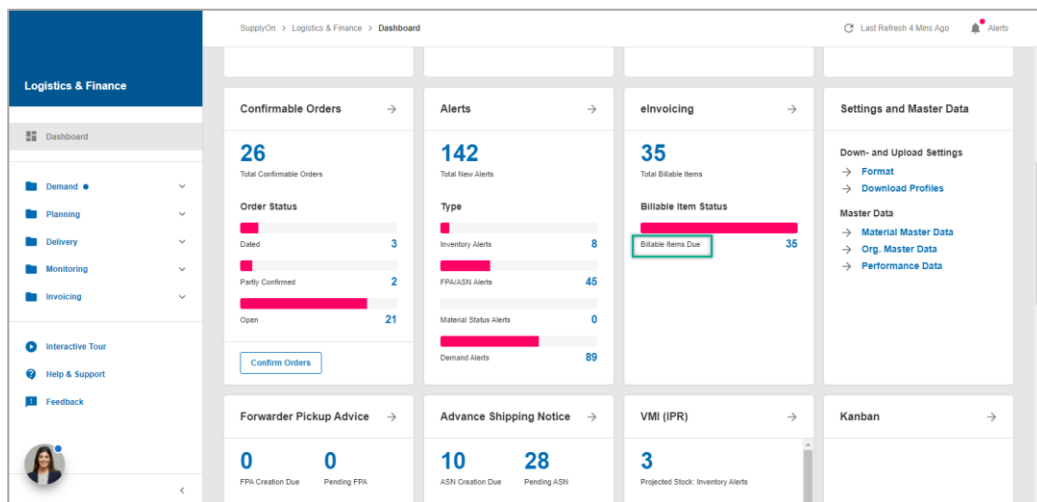 SupplyOn > Logistics & Finance > Dashboard
Last Refresh 4 Mins Ago
Alerts
Logistics & Finance
Dashboard
Demand
Planning
Delivery
Monitoring
Invoicing
Interactive Tour
Help & Support
Feedback
Confirmable Orders
26
Total Confirmable Orders
Order Status
Dated 3
Partly Confirmed 2
Open 21
Confirm Orders
Alerts
142
Total New Alerts
Type
Inventory Alerts 8
FPA/ASN Alerts 45
Material Status Alerts 0
Demand Alerts 89
eInvoicing
35
Total Billable Items
Billable Item Status
Billable Items Due 35
Settings and Master Data
Down- and Upload Settings
Format
Download Profiles
Master Data
Material Master Data
Org. Master Data
Performance Data
Forwarder Pickup Advice
0 0
FPA Creation Due Pending FPA
Advance Shipping Notice
10 28
ASN Creation Due Pending ASN
VMI (IPR)
3
Projected Stock: Inventory Alerts
Kanban